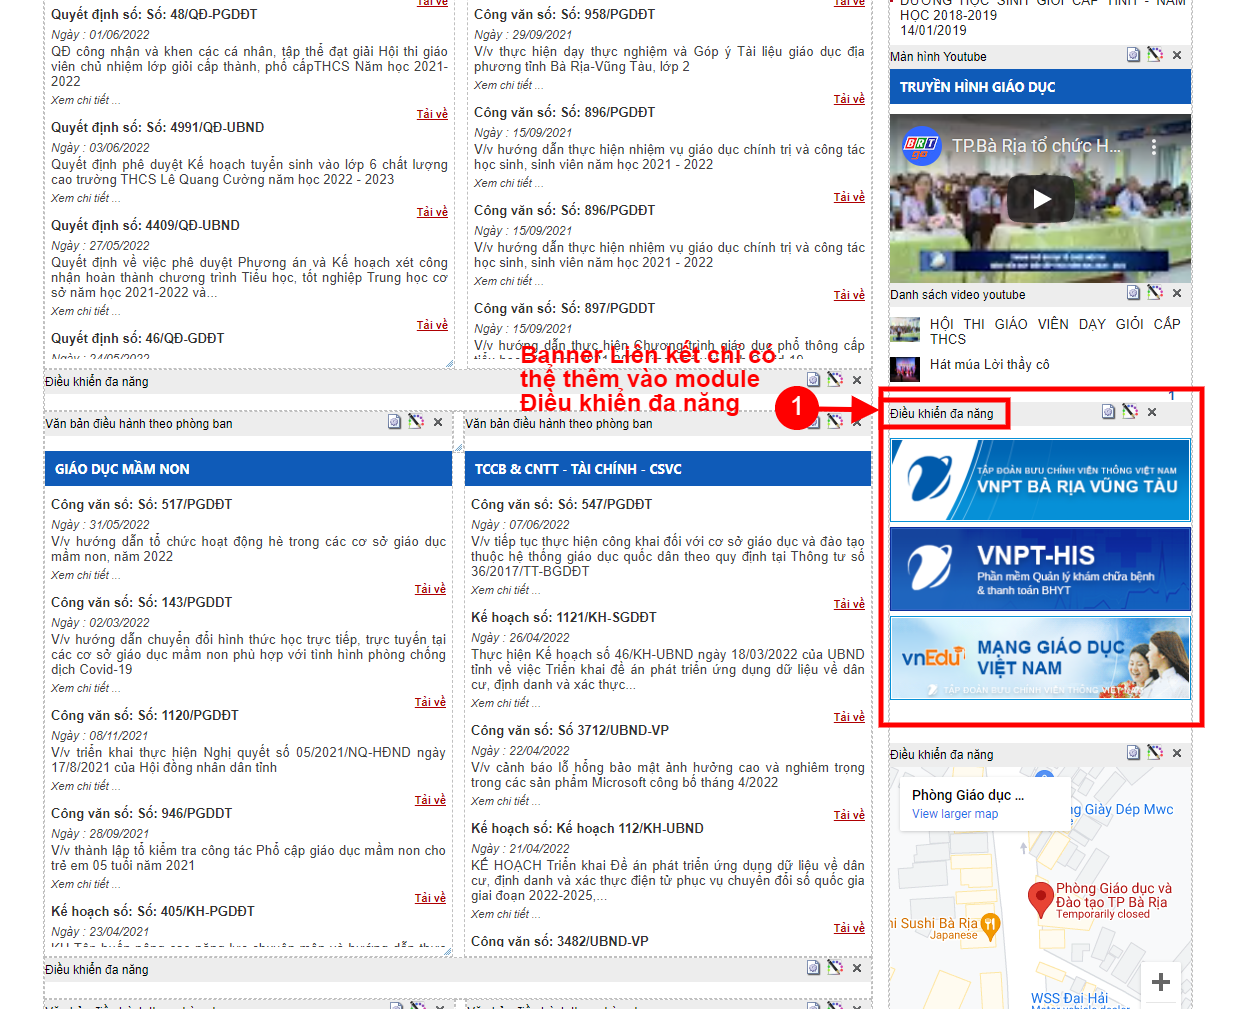 Tải về
Quyết định số: Số: 48/QĐ-PGDĐT
Ngày : 01/06/2022
QĐ công nhận và khen các cá nhân, tập thể đạt giải Hội thi giáo
viên chủ nhiệm lớp giỏi cấp thành, phố cấpTHCS Năm học 2021-
2022
Xem chi tiết ...
Tải về
Quyết định số: Số: 4991/QĐ-UBND
Ngày : 03/06/2022
Quyết định phê duyệt Kế hoạch tuyển sinh vào lớp 6 chất lượng
cao trường THCS Lê Quang Cường năm học 2022 - 2023
Xem chi tiết ...
Tải về
Quyết định số: 4409/QĐ-UBND
Ngày : 27/05/2022
Quyết định về việc phê duyệt Phương án và Kế hoạch xét công
nhận hoàn thành chương trình Tiểu học, tốt nghiệp Trung học cơ
sở năm học 2021-2022 và...
Xem chi tiết ...
Tải về
Quyết định số: 46/QĐ-GDĐT
Ngày : 24/05/2022
Tải về
Công văn số: Số: 958/PGDĐT
Ngày : 29/09/2021
V/v thực hiện dạy thực nghiệm và Góp ý Tài liệu giáo dục địa
phương tỉnh Bà Rịa-Vũng Tàu, lớp 2
Xem chi tiết ...
Tải về
Công văn số: Số: 896/PGDĐT
Ngày : 15/09/2021
V/v hướng dẫn thực hiện nhiệm vụ giáo dục chính trị và công tác
học sinh, sinh viên năm học 2021 - 2022
Xem chi tiết ...
Tải về
Công văn số: Số: 896/PGDĐT
Ngày : 15/09/2021
V/v hướng dẫn thực hiện nhiệm vụ giáo dục chính trị và công tác
học sinh, sinh viên năm học 2021 - 2022
Xem chi tiết ...
Tải về
Công văn số: Số: 897/PGDDT
Ngày : 15/09/2021
V/v hướng dẫn thực hiện Chương trình giáo dục phổ thông cấp
Banner Liên kết chỉ có
thể thêm vào module
Điều khiển đa năng
1
Điều khiển đa năng
Văn bản điều hành theo phòng ban
GIÁO DỤC MẦM NON
Công văn số: Số: 517/PGDĐT
Ngày : 31/05/2022
V/v hướng dẫn tổ chức hoạt động hè trong các cơ sở giáo dục
mầm non, năm 2022
Xem chi tiết ...
Tải về
Công văn số: Số: 143/PGDDT
Ngày : 02/03/2022
V/v hướng dẫn chuyển đổi hình thức học trực tiếp, trực tuyến tại
các cơ sở giáo dục mầm non phù hợp với tình hình phòng chống
dịch Covid-19
Xem chi tiết ...
Tải về
Công văn số: Số: 1120/PGDĐT
Ngày : 08/11/2021
V/v triển khai thực hiện Nghị quyết số 05/2021/NQ-HĐND ngày
17/8/2021 của Hội đồng nhân dân tỉnh
Xem chi tiết ...
Tải về
Công văn số: Số: 946/PGDDT
Ngày : 28/09/2021
V/v thành lập tổ kiểm tra công tác Phổ cập giáo dục mầm non cho
trẻ em 05 tuổi năm 2021
Xem chi tiết ...
Tải về
Kế hoạch số: Số: 405/KH-PGDĐT
Ngày : 23/04/2021
Điều khiển đa năng
Văn bản điều hành theo phòng ban
TCCB & CNTT - TÀI CHÍNH - CSVC
Công văn số: Số: 547/PGDĐT
Ngày : 07/06/2022
V/v tiếp tục thực hiện công khai đối với cơ sở giáo dục và đào tạo
thuộc hệ thống giáo dục quốc dân theo quy định tại Thông tư số
36/2017/TT-BGDĐT
Xem chi tiết ...
Tải về
Kế hoạch số: Số: 1121/KH-SGDĐT
Ngày : 26/04/2022
Thực hiện Kế hoạch số 46/KH-UBND ngày 18/03/2022 của UBND
tỉnh về việc Triển khai đề án phát triển ứng dụng dữ liệu về dân
cư, định danh và xác thực...
Xem chi tiết ...
Tải về
Công văn số: Số 3712/UBND-VP
Ngày : 22/04/2022
V/v cảnh báo lỗ hổng bảo mật ảnh hưởng cao và nghiêm trọng
trong các sản phẩm Microsoft công bố tháng 4/2022
Xem chi tiết ...
Tải về
Kế hoạch số: Kế hoạch 112/KH-UBND
Ngày : 21/04/2022
KẾ HOẠCH Triển khai Đề án phát triển ứng dụng dữ liệu về dân
cư, định danh và xác thực điện tử phục vụ chuyển đổi số quốc gia
giai đoạn 2022-2025,...
Xem chi tiết ...
Tải về
Công văn số: 3482/UBND-VP
DƯỠNG HỌC SINH GIỎI CẤP TỈNH - NĂM
HỌC 2018-2019
14/01/2019
Màn hình Youtube
TRUYỀN HÌNH GIÁO DỤC
BRT
go
TP.Bà Rịa tổ chức H...
Danh sách video youtube
HỘI THI GIÁO VIÊN DẠY GIỎI CẤP
THCS
Hát múa Lời thầy cô
1
Điều khiển đa năng
TẬP ĐOÀN BƯU CHÍNH VIỄN THÔNG VIỆT NAM
VNPT BÀ RỊA VŨNG TÀU
VNPT-HIS
Phần mềm Quản lý khám chữa bệnh
& thanh toán BHYT
vnEdu
MẠNG GIÁO DỤC
VIỆT NAM
TẬP ĐOÀN BƯU CHÍNH VIỄN THÔNG VIỆT NAM
Điều khiển đa năng
Phòng Giáo dục ...
View larger map
Giày Dép Mwc
Phòng Giáo dục và
Đào tạo TP Bà Rịa
Temporarily closed
Sushi Bà Rịa
Japanese
WSS Đại Hải